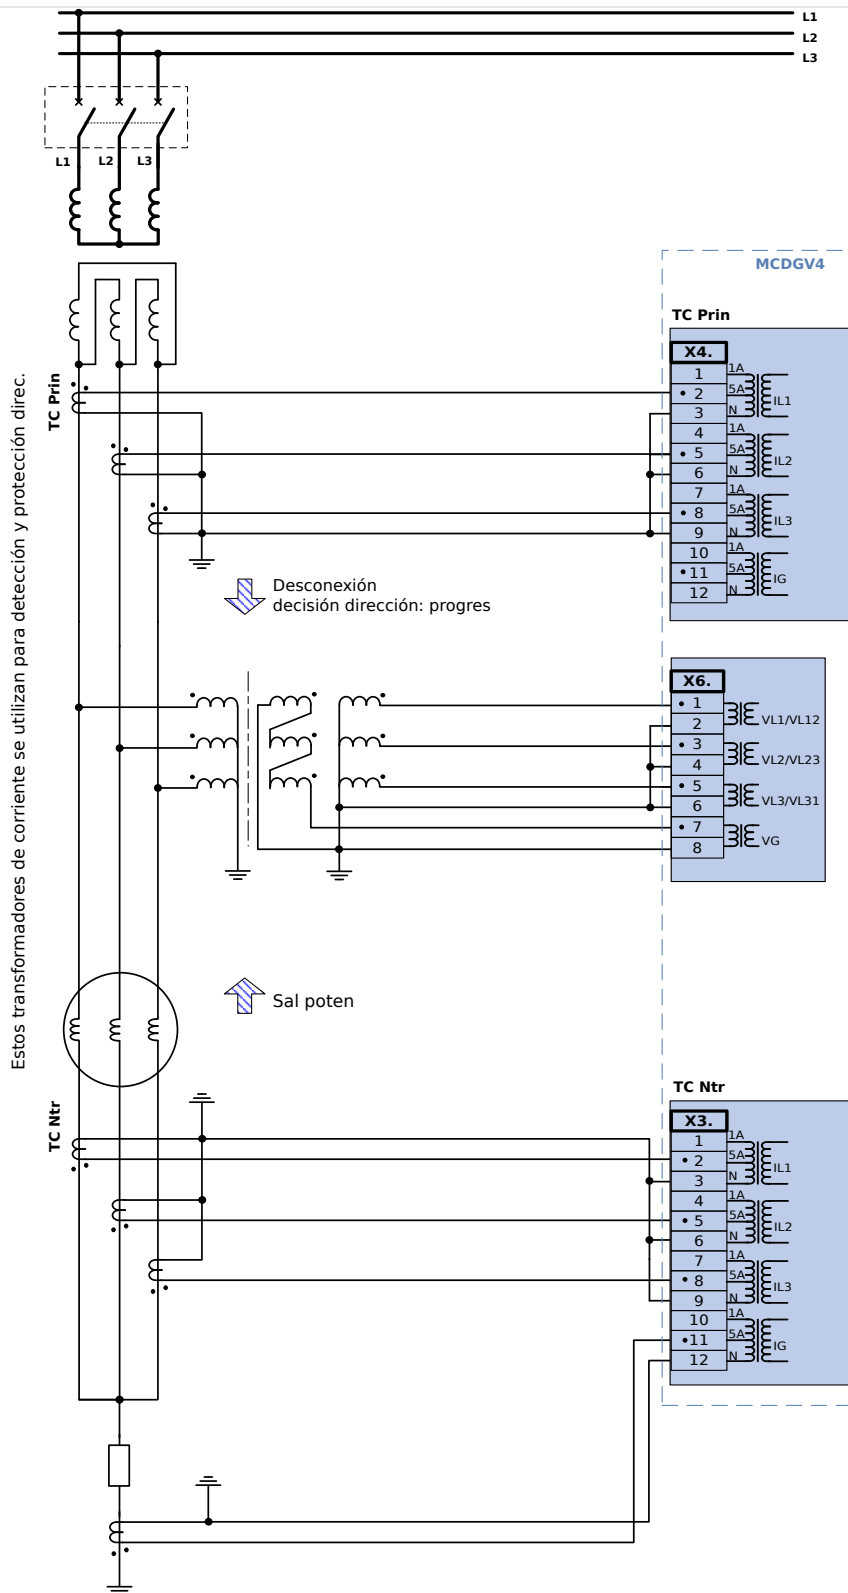 L1
L2
L3
L1
L2
L3
MCDGV4
TC Prin
X4.
1
1A
2
5A
IL1
3
N
4
1A
5
5A
IL2
6
N
7
1A
8
5A
IL3
9
N
10
1A
11
5A
IG
12
N
TC Prin
Estos transformadores de corriente se utilizan para detección y protección direc.
Desconexión
decisión dirección: progres
X6.
1
2
VL1/VL12
3
4
VL2/VL23
5
6
VL3/VL31
7
8
VG
Sal poten
TC Ntr
TC Ntr
X3.
1
1A
2
5A
IL1
3
N
4
1A
5
5A
IL2
6
N
7
1A
8
5A
IL3
9
N
10
1A
11
5A
IG
12
N